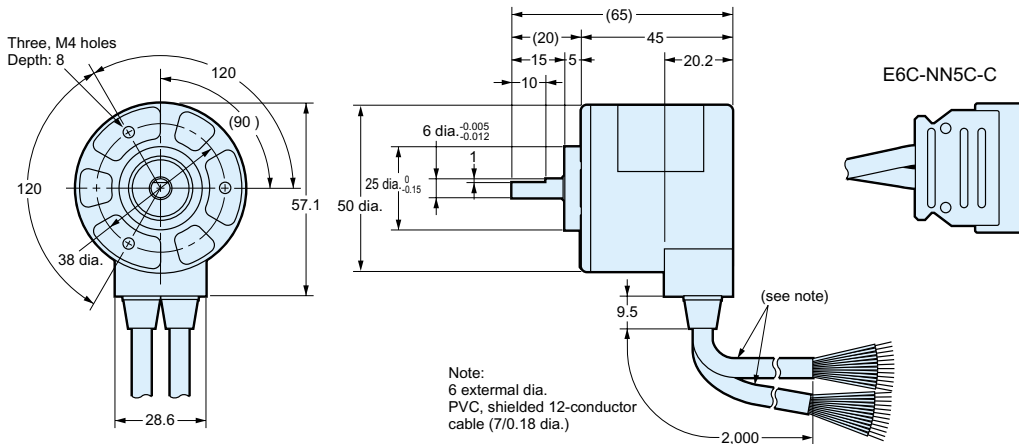 Three, M4 holes
Depth: 8
120
(90 )
120
57.1
38 dia.
28.6
(65)
(20)
45
15
5
20.2
10
6 dia. -0.005 -0.012
1
25 dia. 0 -0.15
50 dia.
9.5
(see note)
Note:
6 extermal dia.
PVC, shielded 12-conductor
cable (7/0.18 dia.)
2,000
E6C-NN5C-C